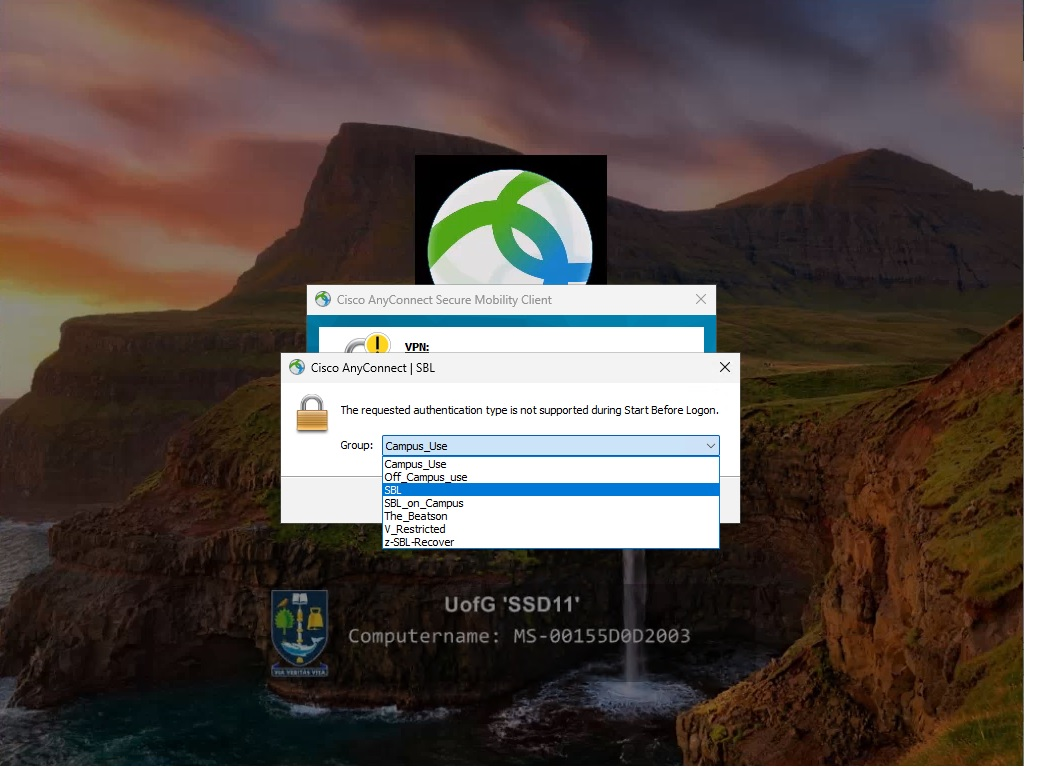 Cisco AnyConnect Secure Mobility Client
VPN:
Cisco AnyConnect | SBL
The requested authentication type is not supported during Start Before Logon.
Group: Campus_Use
Campus_Use
Off_Campus_use
SBL
SBL_on_Campus
The_Beatson
V_Restricted
z-SBL-Recover
UofG 'SSD11'
Computername: MS-00155D0D2003
VIA VERITAS VITA